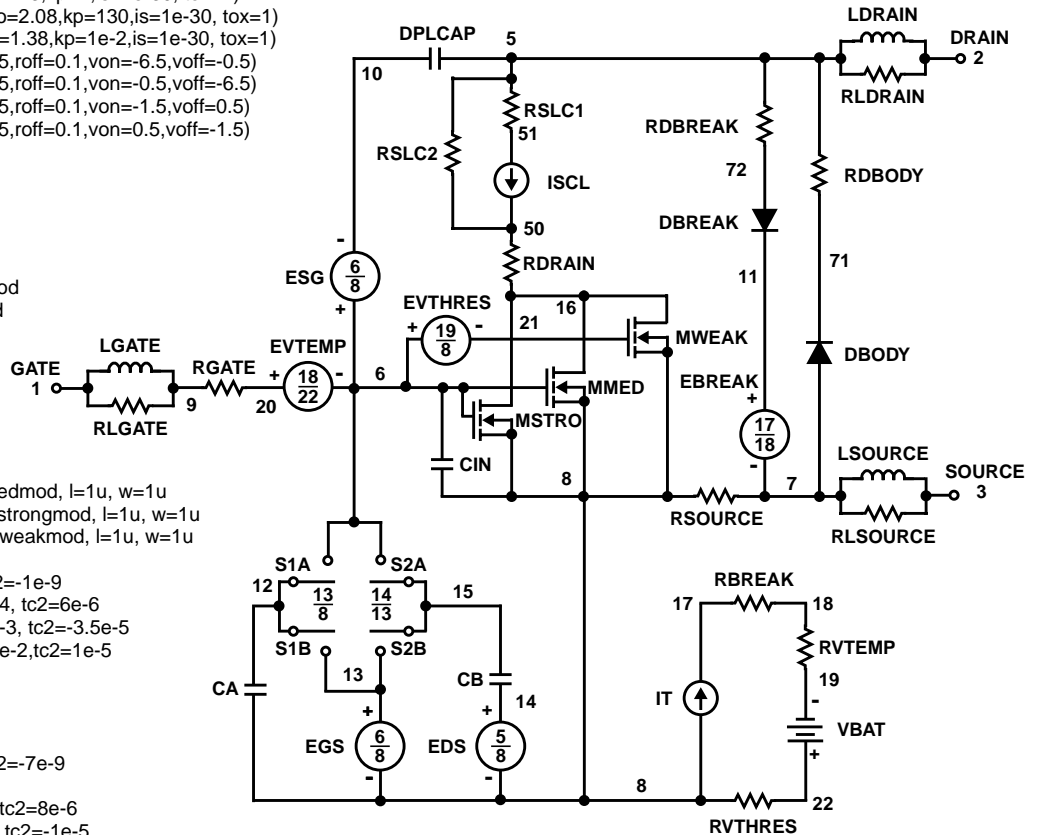 o=2.08,kp=130,is=1e-30, tox=1)
=1.38,kp=1e-2,is=1e-30, tox=1)
5,roff=0.1,von=-6.5,voff=-0.5)
5,roff=0.1,von=-0.5,voff=-6.5)
5,roff=0.1,von=-1.5,voff=0.5)
5,roff=0.1,von=0.5,voff=-1.5)
od
d
edmod, l=1u, w=1u
strongmod, l=1u, w=1u
weakmod, l=1u, w=1u
2=-1e-9
4, tc2=6e-6
-3, tc2=-3.5e-5
e-2,tc2=1e-5
2=-7e-9
tc2=8e-6
tc2=-1e-5
DPLCAP
5
10
LDRAIN
DRAIN
2
RLDRAIN
RSLC1
51
RSLC2
ISCL
50
RDRAIN
RDBREAK
72
RDBODY
DBREAK
11
71
ESG
-
6
8
+
EVTHRES
+
19
8
-
21
16
MWEAK
DBODY
EBREAK
+
17
18
-
GATE
1
LGATE
RLGATE
9
RGATE
20
EVTEMP
+
18
22
-
6
MMED
MSTRO
CIN
8
RSOURCE
7
LSOURCE
SOURCE
3
RLSOURCE
S1A
S2A
12
13
8
14
13
15
S1B
S2B
13
CA
CB
14
+
EGS
6
8
-
+
EDS
5
8
-
RBREAK
17
18
RVTEMP
19
IT
-
VBAT
+
8
22
RVTHRES